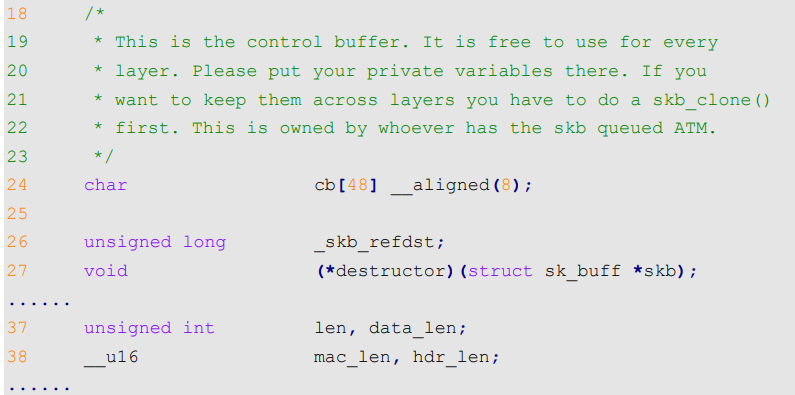 18 /*
19 * This is the control buffer. It is free to use for every
20 * layer. Please put your private variables there. If you
21 * want to keep them across layers you have to do a skb_clone()
22 * first. This is owned by whoever has the skb queued ATM.
23 */
24 char cb[48] __aligned(8);
25
26 unsigned long _skb_refdst;
27 void (*destructor)(struct sk_buff *skb);
......
37 unsigned int len, data_len;
38 __u16 mac_len, hdr_len;
......